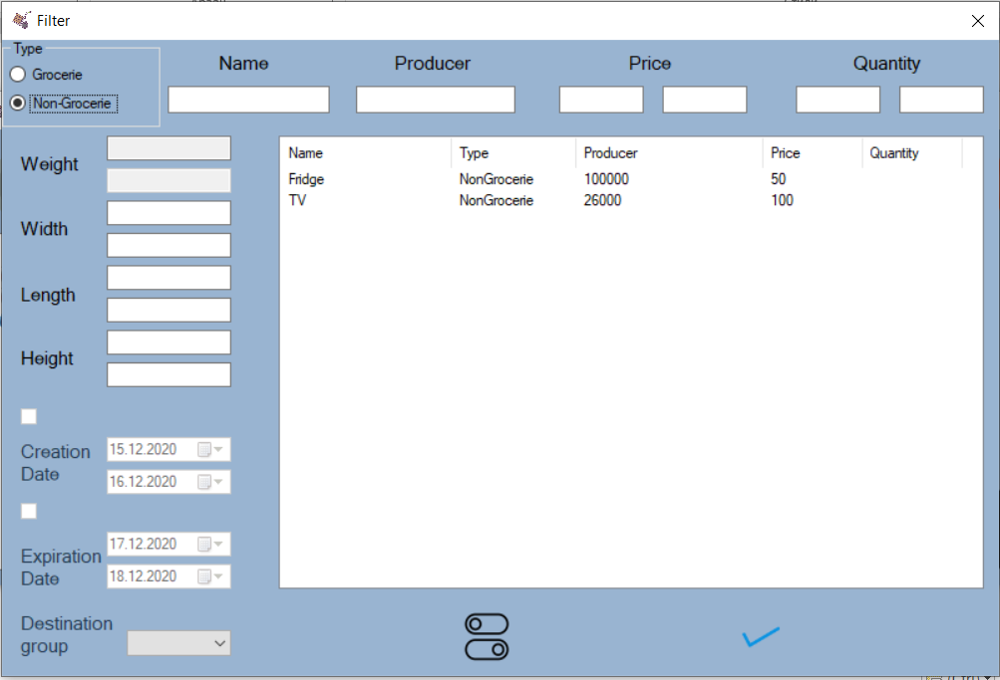 Filter
Type
Grocerie
Non-Grocerie
Name Producer Price Quantity
Weight
Width
Length
Height
Creation
Date
15.12.2020
16.12.2020
Expiration
Date
17.12.2020
18.12.2020
Destination
group
Name Type Producer Price Quantity
Fridge NonGrocerie 100000 50
TV NonGrocerie 26000 100